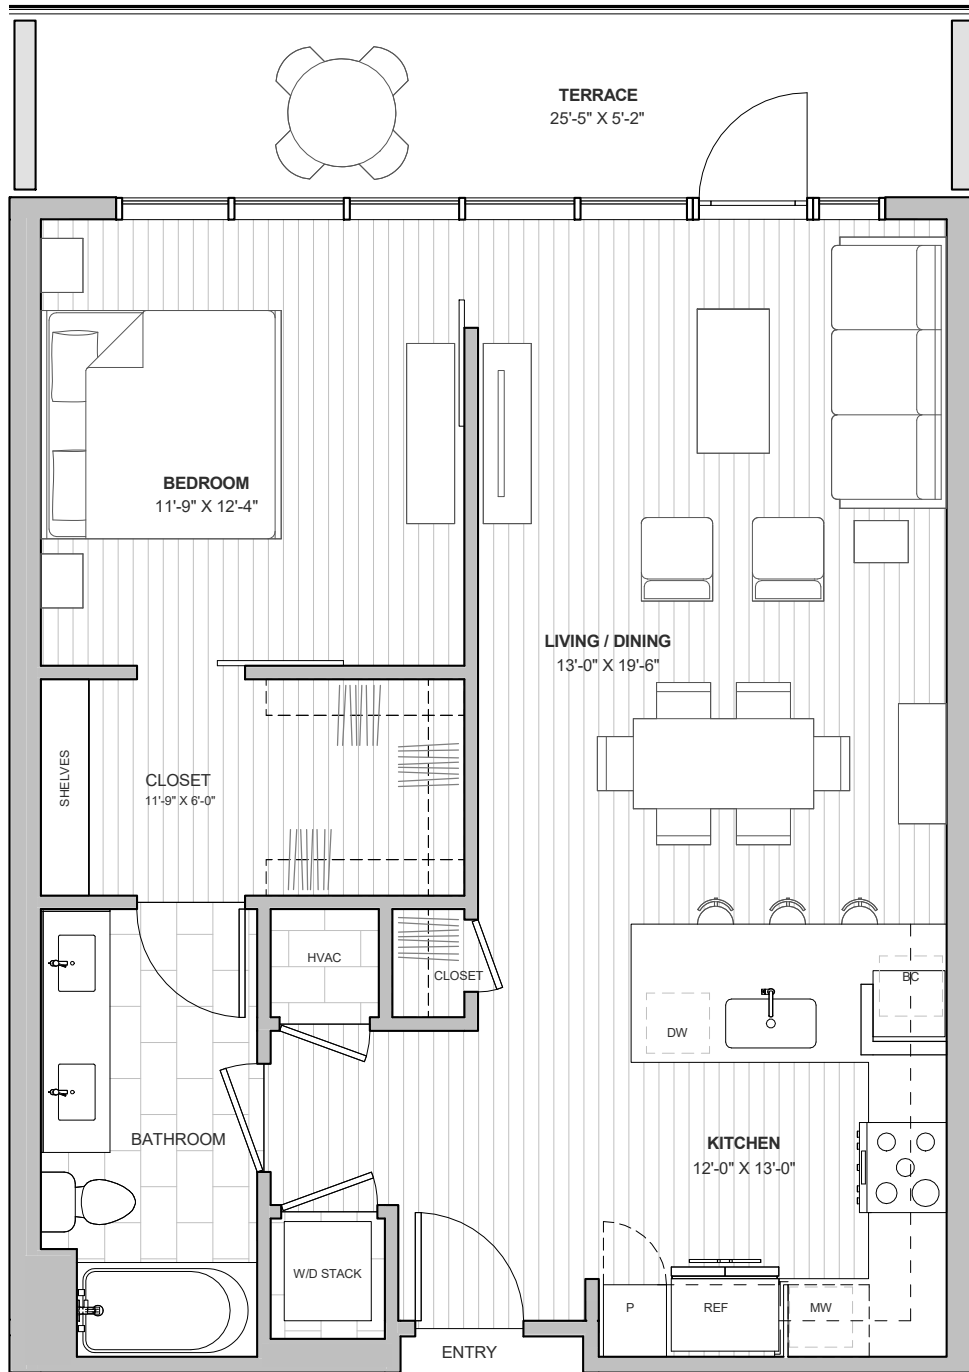 TERRACE
25'-5" X 5'-2"
BEDROOM
11'-9" X 12'-4"
LIVING / DINING
13'-0" X 19'-6"
SHELVES
CLOSET
11'-9" X 6'-0"
HVAC
CLOSET
BC
DW
BATHROOM
KITCHEN
12'-0" X 13'-0"
W/D STACK
P
REF
MW
ENTRY